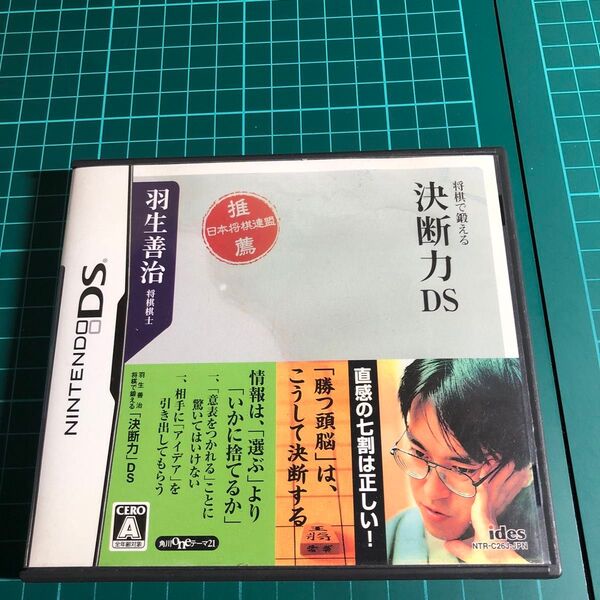 将棋で鍛える
決断力DS
推
日本将棋連盟
薦
羽生善治
将棋棋士
NINTENDO DS
羽生善治
将棋で鍛える「決断力」DS
直感の七割は正しい!
「勝つ頭脳」は、
こうして決断する
情報は、「選ぶ」より
「いかに捨てるか」
一、「意表をつかれる」ことに
驚いてはいけない
一、相手に「アイデア」を
引き出してもらう
CERO
A
全年齢対象
角川oneテーマ21
ides
NTR-C26J-JPN